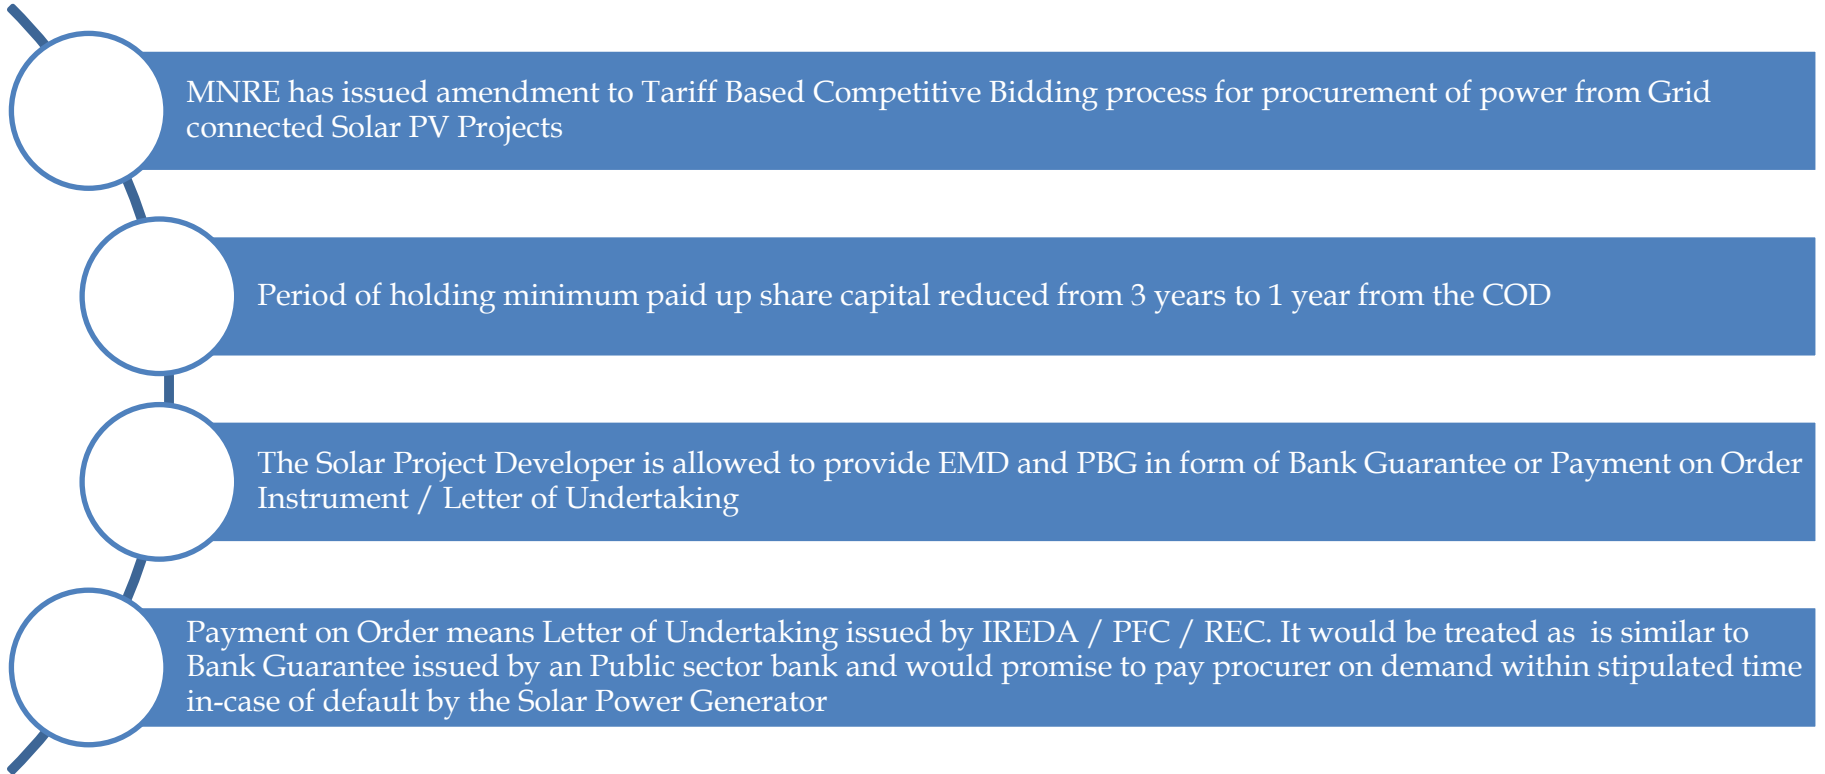 MNRE has issued amendment to Tariff Based Competitive Bidding process for procurement of power from Grid
connected Solar PV Projects
Period of holding minimum paid up share capital reduced from 3 years to 1 year from the COD
The Solar Project Developer is allowed to provide EMD and PBG in form of Bank Guarantee or Payment on Order
Instrument / Letter of Undertaking
Payment on Order means Letter of Undertaking issued by IREDA / PFC / REC. It would be treated as  is similar to
Bank Guarantee issued by an Public sector bank and would promise to pay procurer on demand within stipulated time
in-case of default by the Solar Power Generator